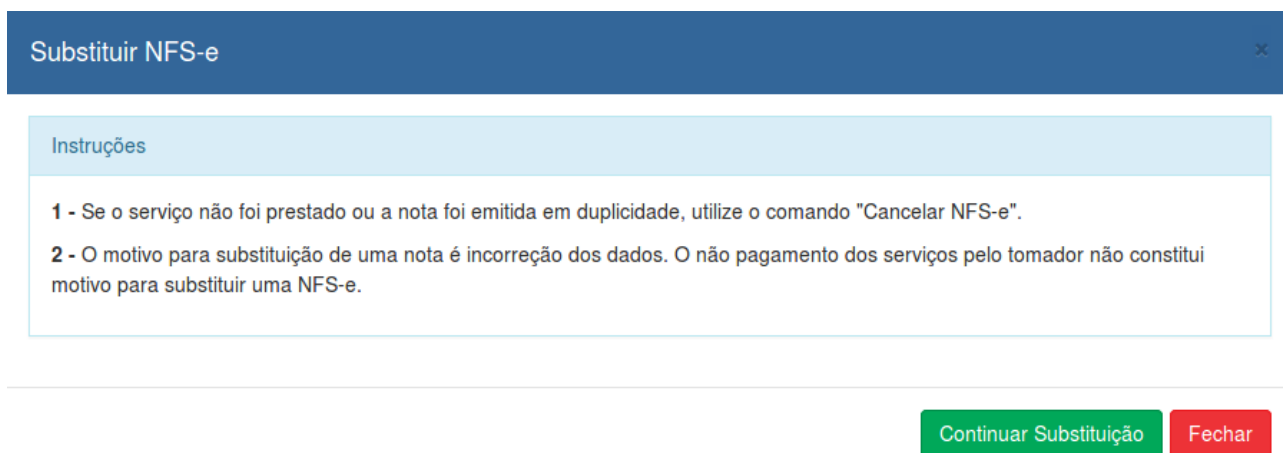 Substituir NFS-e
×
Instruções
1 - Se o serviço não foi prestado ou a nota foi emitida em duplicidade, utilize o comando "Cancelar NFS-e".
2 - O motivo para substituição de uma nota é incorreção dos dados. O não pagamento dos serviços pelo tomador não constitui
motivo para substituir uma NFS-e.
Continuar Substituição
Fechar